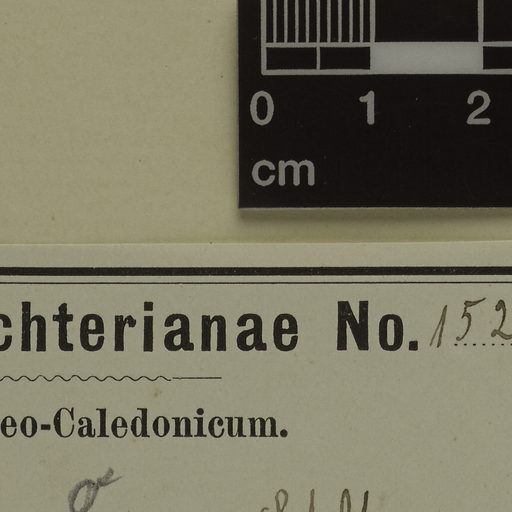 0 1 2
cm
chterianae No. 152
eo-Caledonicum.